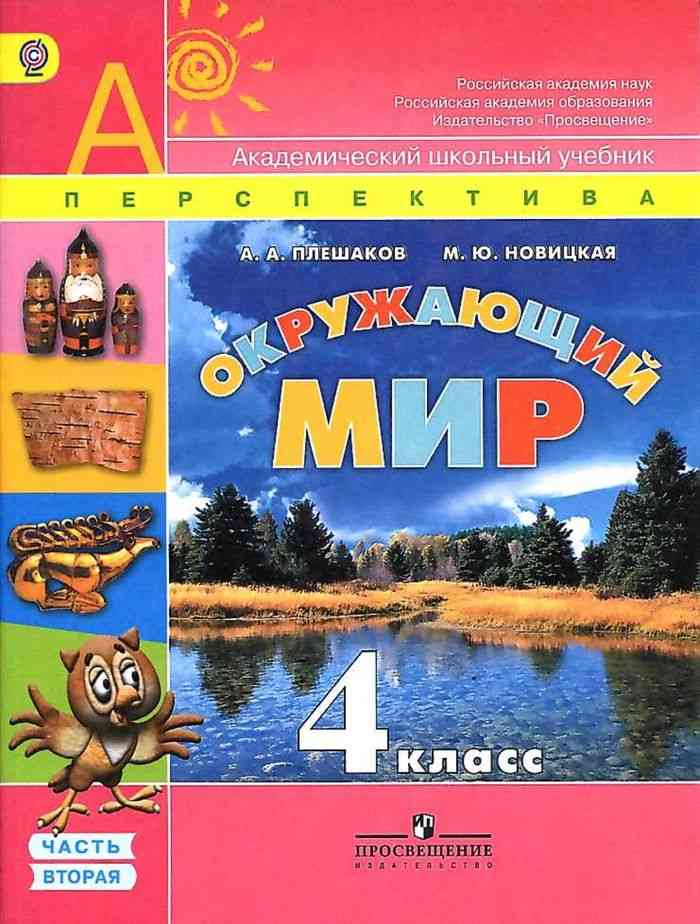 А
Российская академия наук
Российская академия образования
Издательство «Просвещение»
Академический школьный учебник
ПЕРСПЕКТИВА
А. А. ПЛЕШАКОВ М. Ю. НОВИЦКАЯ
ОКРУЖАЮЩИЙ
МИР
4 класс
ЧАСТЬ
ВТОРАЯ
ПРОСВЕЩЕНИЕ
ИЗДАТЕЛЬСТВО